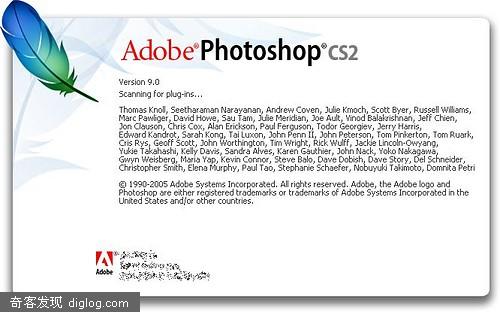 Adobe® Photoshop® CS2
Version 9.0
Scanning for plug-ins...
Thomas Knoll, Seetharaman Narayanan, Andrew Coven, Julie Kmoch, Scott Byer, Russell Williams,
Marc Pawliger, David Howe, Sau Tam, Julie Meridian, Joe Ault, Vinod Balakrishnan, Jeff Chien,
Jon Clauson, Chris Cox, Alan Erickson, Paul Ferguson, Todor Georgiev, Jerry Harris,
Edward Kandrot, Sarah Kong, Tai Luxon, John Penn II, John Peterson, Tom Pinkerton, Tom Ruark,
Cris Rys, Geoff Scott, John Worthington, Tim Wright, Rick Wulff, Jackie Lincoln-Owyang,
Yukie Takahashi, Kelly Davis, Sandra Alves, Karen Gauthier, John Nack, Yoko Nakagawa,
Gwyn Weisberg, Maria Yap, Kevin Connor, Steve Balo, Dave Dobish, Dave Story, Del Schneider,
Christopher Smith, Elena Murphy, Paul Tao, Stephanie Schaefer, Nobuyuki Takimoto, Domnita Petri
© 1990-2005 Adobe Systems Incorporated. All rights reserved. Adobe, the Adobe logo and
Photoshop are either registered trademarks or trademarks of Adobe Systems Incorporated in the
United States and/or other countries.
Adobe
奇客发现 diglog.com